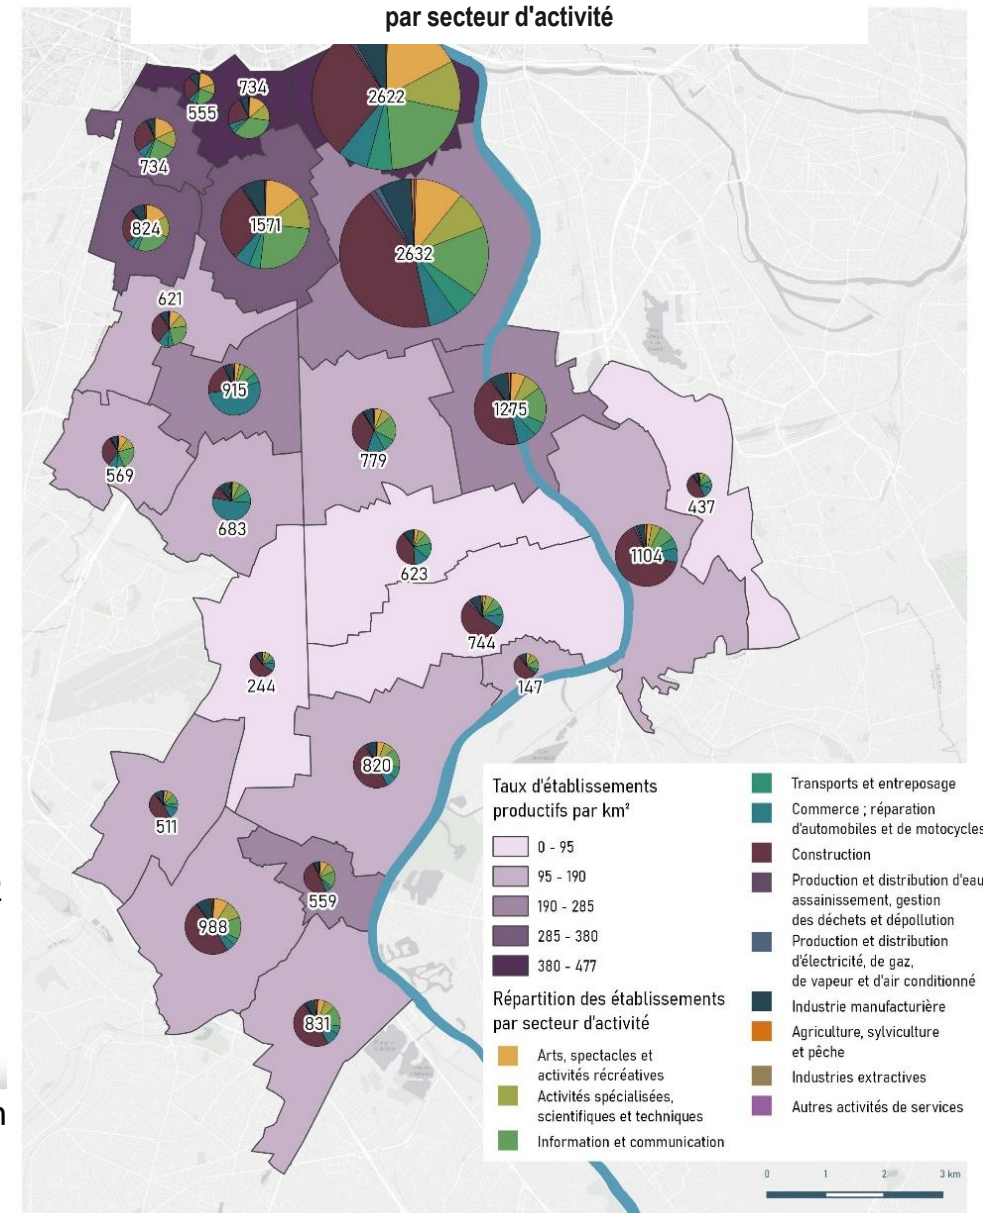 par secteur d'activité
734
2622
555
734
824
1571
2632
621
915
1275
779
569
437
683
1104
623
744
244
147
820
511
559
988
831
Taux d'établissements
productifs par km²
0 - 95
95 - 190
190 - 285
285 - 380
380 - 477
Répartition des établissements
par secteur d'activité
Arts, spectacles et
activités récréatives
Activités spécialisées,
scientifiques et techniques
Information et communication
Transports et entreposage
Commerce ; réparation
d'automobiles et de motocycles
Construction
Production et distribution d'eau
assainissement, gestion
des déchets et dépollution
Production et distribution
d'électricité, de gaz,
de vapeur et d'air conditionné
Industrie manufacturière
Agriculture, sylviculture
et pêche
Industries extractives
Autres activités de services
0 1 2 3 km